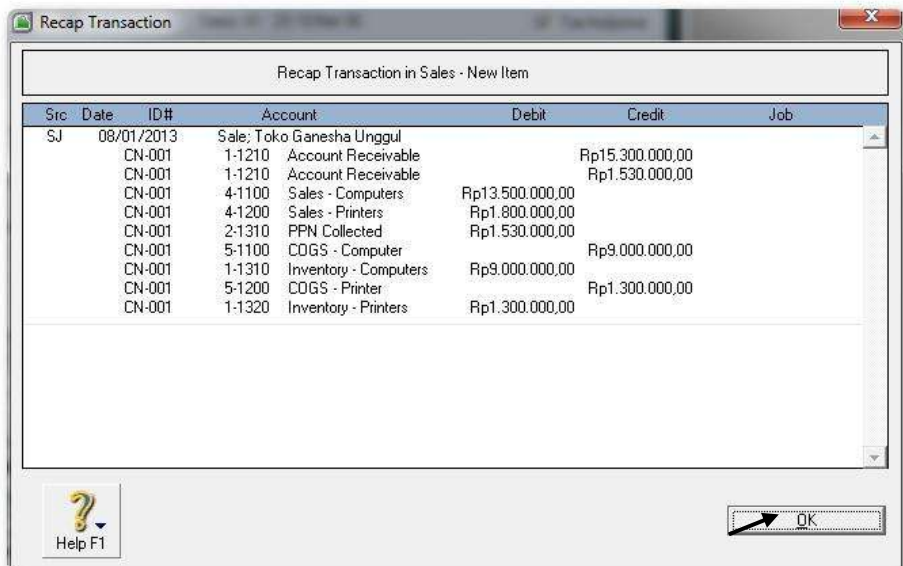 Recap Transaction
Recap Transaction in Sales - New Item
Src Date ID# Account Debit Credit Job
SJ 08/01/2013 Sale; Toko Ganesha Unggul
CN-001 1-1210 Account Receivable Rp15.300.000,00
CN-001 1-1210 Account Receivable Rp1.530.000,00
CN-001 4-1100 Sales - Computers Rp13.500.000,00
CN-001 4-1200 Sales - Printers Rp1.800.000,00
CN-001 2-1310 PPN Collected Rp1.530.000,00
CN-001 5-1100 COGS - Computer Rp9.000.000,00
CN-001 1-1310 Inventory - Computers Rp9.000.000,00
CN-001 5-1200 COGS - Printer Rp1.300.000,00
CN-001 1-1320 Inventory - Printers Rp1.300.000,00
Help F1
OK